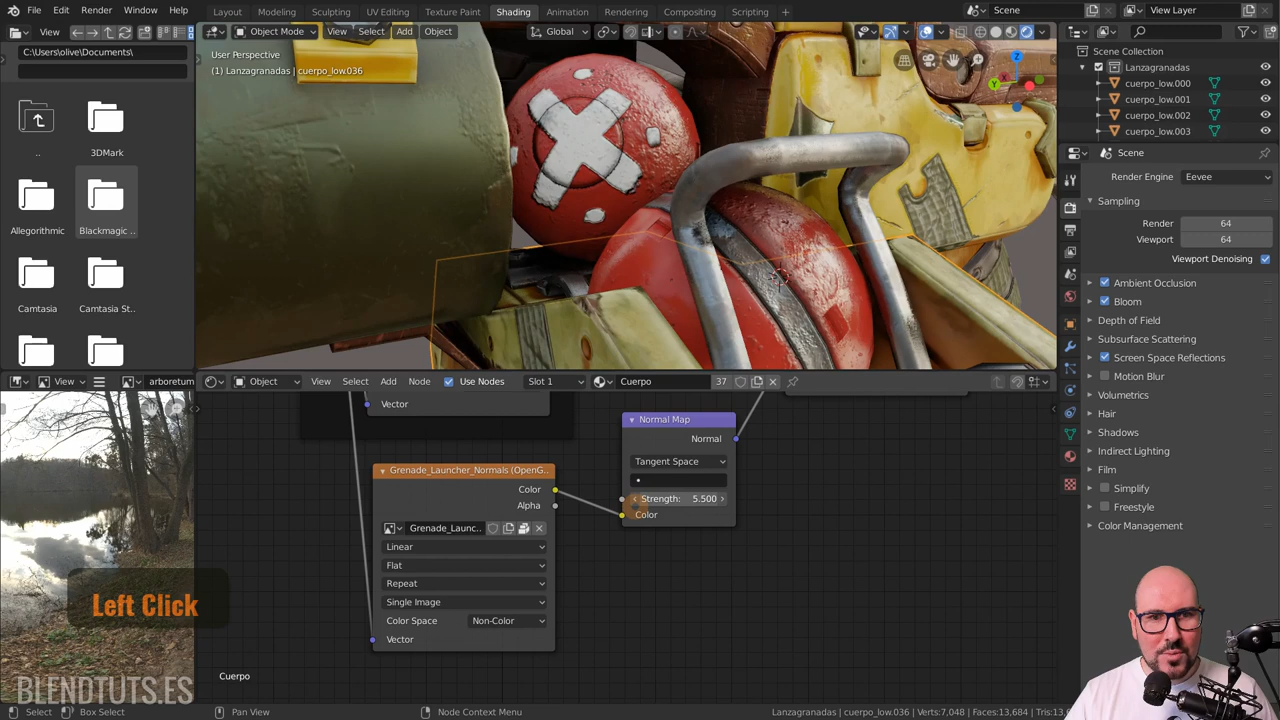 File Edit Render Window Help Layout Modeling Sculpting UV Editing Texture Paint Shading Animation Rendering Compositing Scripting Scene View Layer
View Object Mode View Select Add Object Global
C:\Users\olive\Documents\
..
3DMark
Allegorithmic
Blackmagic ..
Camtasia
Camtasia St..
User Perspective
(1) Lanzagranadas | cuerpo_low.036
Z
Y
Scene Collection
Lanzagranadas
cuerpo_low.000
cuerpo_low.001
cuerpo_low.002
cuerpo_low.003
Scene
Render Engine Eevee
Sampling
Render 64
Viewport 64
Viewport Denoising
Ambient Occlusion
Bloom
Depth of Field
Subsurface Scattering
Screen Space Reflections
Motion Blur
Volumetrics
Hair
Shadows
Indirect Lighting
Film
Simplify
Freestyle
Color Management
View arboretum
Object View Select Add Node Use Nodes Slot 1 Cuerpo 37
Vector
Normal Map
Normal
Tangent Space
Strength: 5.500
Color
Grenade_Launcher_Normals (OpenG..
Color
Alpha
Grenade_Launc..
Linear
Flat
Repeat
Single Image
Color Space Non-Color
Vector
Left Click
BLENDTUTS.ES
Cuerpo
Select Box Select Pan View Node Context Menu Lanzagranadas | cuerpo_low.036 | Verts:7,048 | Faces:13,684 | Tris:13,